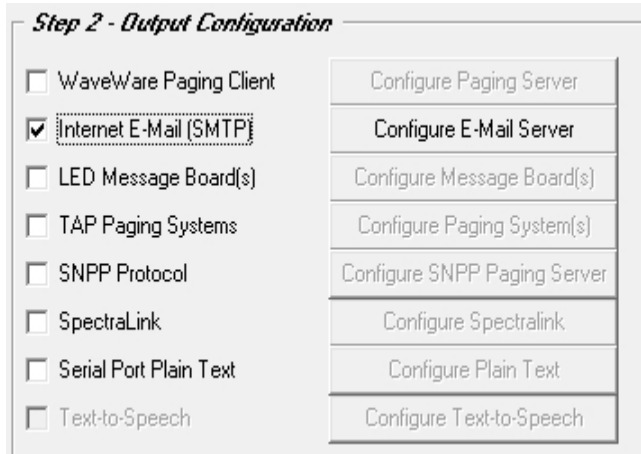 Step 2 - Output Configuration
WaveWare Paging Client Configure Paging Server
Internet E-Mail (SMTP) Configure E-Mail Server
LED Message Board(s) Configure Message Board(s)
TAP Paging Systems Configure Paging System(s)
SNPP Protocol Configure SNPP Paging Server
SpectraLink Configure Spectralink
Serial Port Plain Text Configure Plain Text
Text-to-Speech Configure Text-to-Speech